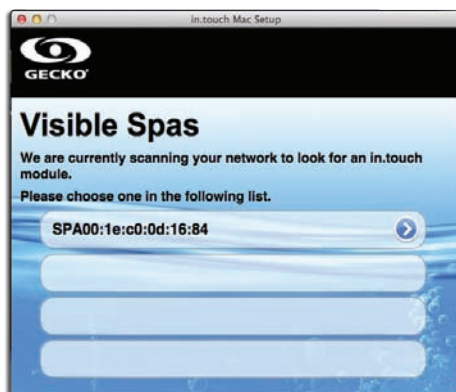 in.touch Mac Setup
GECKO
Visible Spas
We are currently scanning your network to look for an in.touch
module.
Please choose one in the following list.
SPA00:1e:c0:0d:16:84